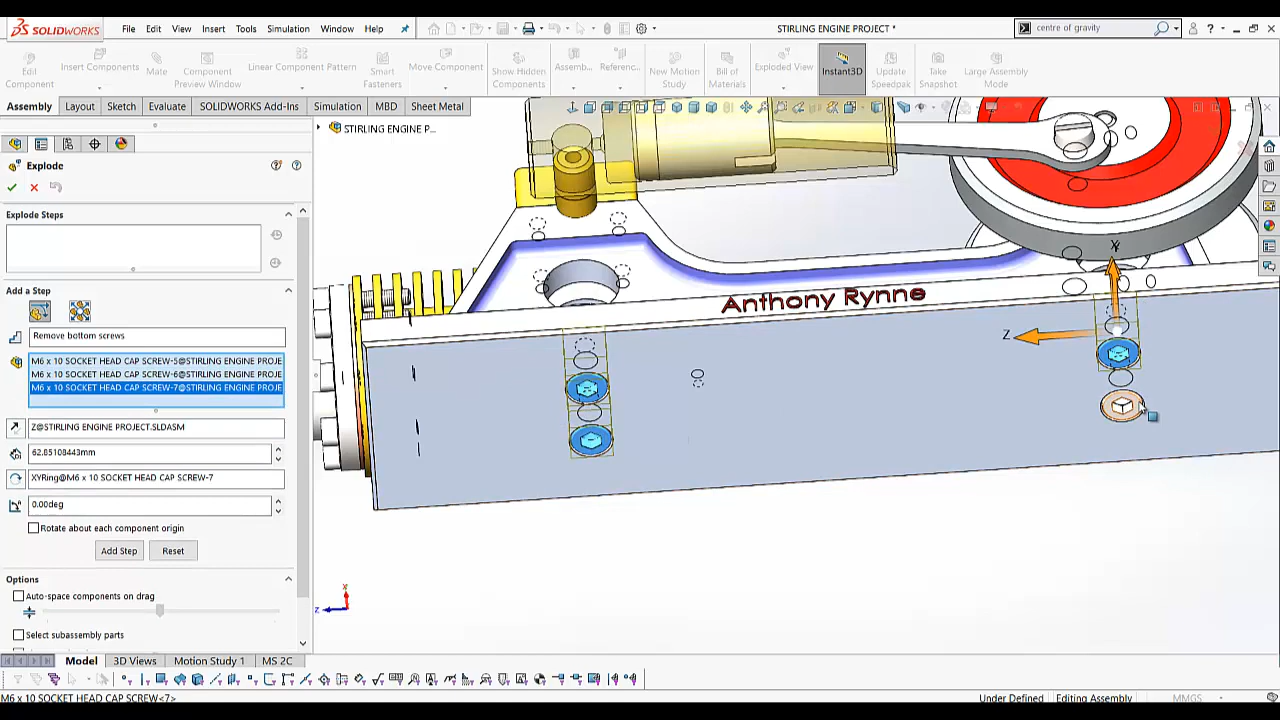 SOLIDWORKS
File Edit View Insert Tools Simulation Window Help
STIRLING ENGINE PROJECT *
centre of gravity
Edit Component
Insert Components
Mate
Component Preview Window
Linear Component Pattern
Smart Fasteners
Move Component
Show Hidden Components
Assemb...
Referenc...
New Motion Study
Bill of Materials
Exploded View
Instant3D
Update Speedpak
Take Snapshot
Large Assembly Mode
Assembly Layout Sketch Evaluate SOLIDWORKS Add-Ins Simulation MBD Sheet Metal
STIRLING ENGINE P...
Explode
Explode Steps
Add a Step
Remove bottom screws
M6 x 10 SOCKET HEAD CAP SCREW-5@STIRLING ENGINE PROJE
M6 x 10 SOCKET HEAD CAP SCREW-6@STIRLING ENGINE PROJE
M6 x 10 SOCKET HEAD CAP SCREW-7@STIRLING ENGINE PROJE
Z@STIRLING ENGINE PROJECT.SLDASM
62.85108443mm
XYRing@M6 x 10 SOCKET HEAD CAP SCREW-7
0.00deg
Rotate about each component origin
Add Step Reset
Options
Auto-space components on drag
Select subassembly parts
Anthony Rynne
Z
X
Z
Model 3D Views Motion Study 1 MS 2C
M6 x 10 SOCKET HEAD CAP SCREW<7>
Under Defined Editing Assembly MMGS